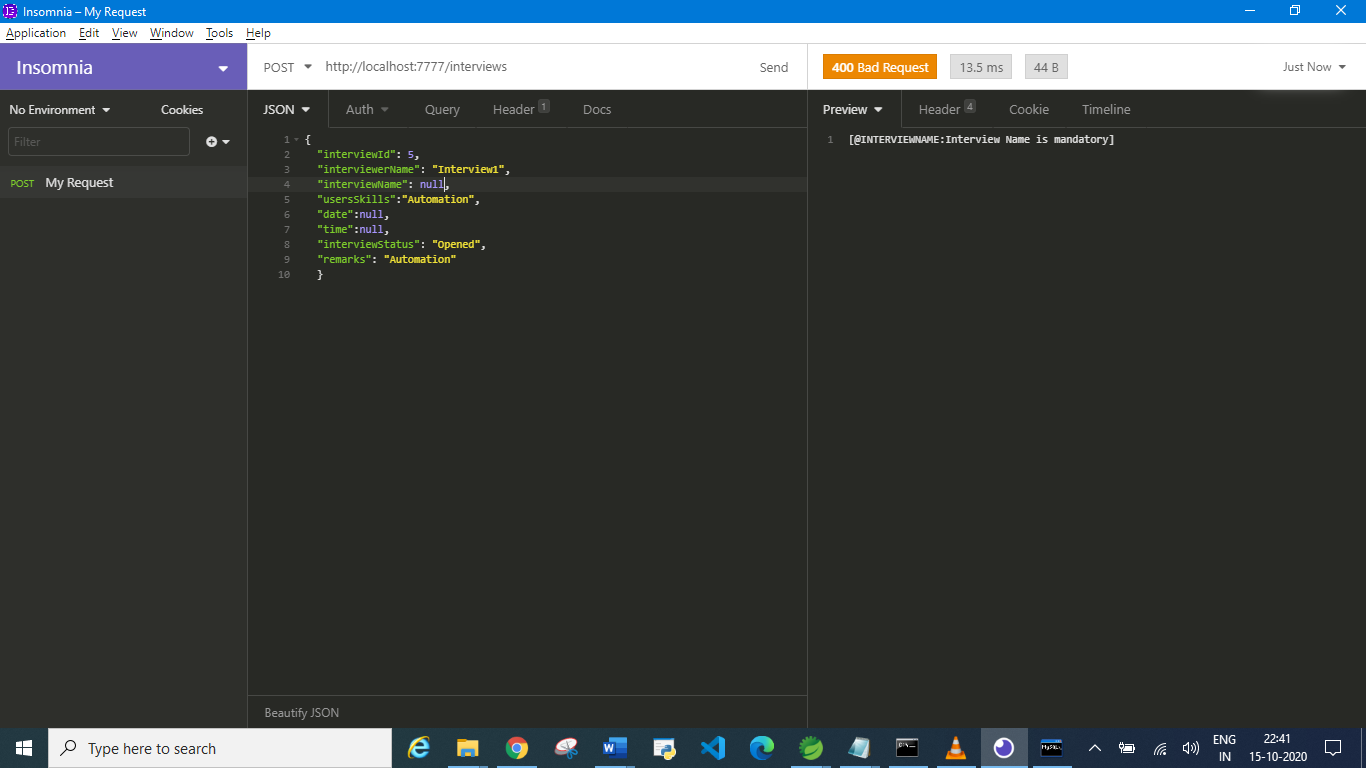 Insomnia – My Request
Application Edit View Window Tools Help
Insomnia
POST http://localhost:7777/interviews Send
400 Bad Request 13.5 ms 44 B Just Now
No Environment Cookies
JSON Auth Query Header 1 Docs
Preview Header 4 Cookie Timeline
Filter
POST My Request
1 {
2 "interviewId": 5,
3 "interviewerName": "Interview1",
4 "interviewName": null,
5 "usersSkills":"Automation",
6 "date":null,
7 "time":null,
8 "interviewStatus": "Opened",
9 "remarks": "Automation"
10 }
1 [@INTERVIEWNAME:Interview Name is mandatory]
Beautify JSON
Type here to search
ENG
IN
22:41
15-10-2020